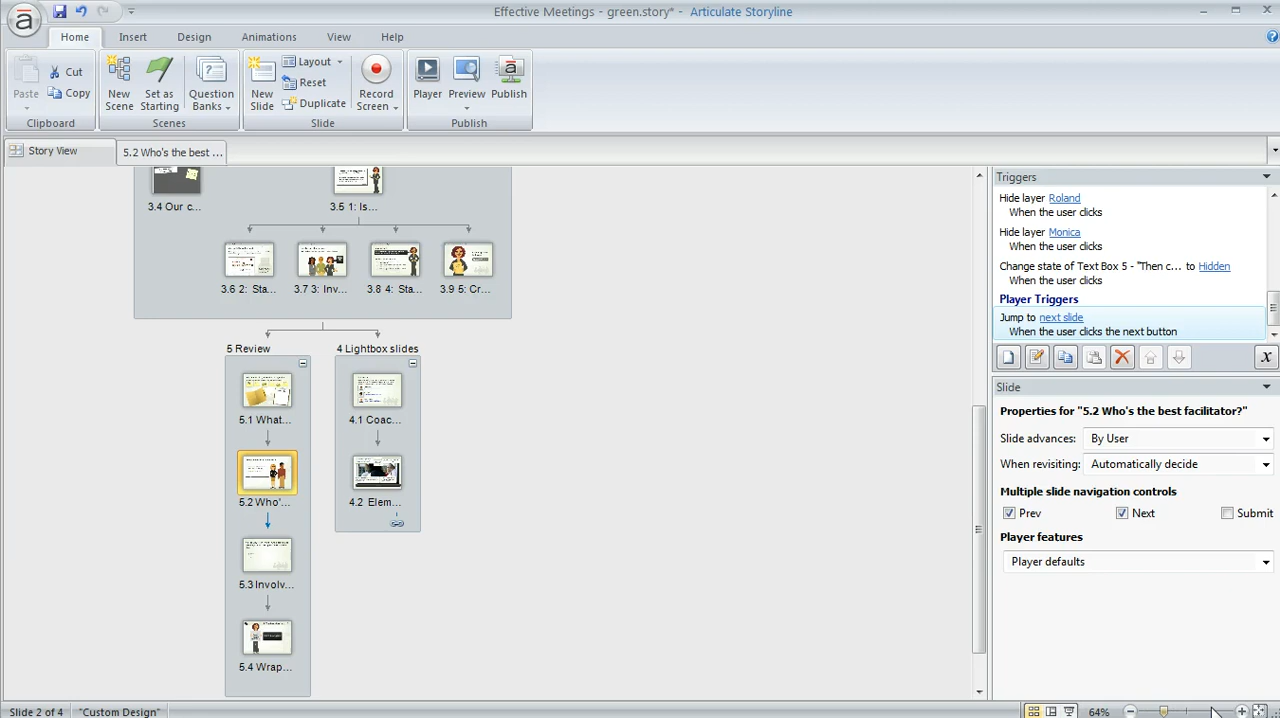 Effective Meetings - green.story* - Articulate Storyline
Home
Insert
Design
Animations
View
Help
Paste
Cut
Copy
Clipboard
New Scene
Set as Starting
Question Banks
Scenes
New Slide
Layout
Reset
Duplicate
Slide
Record Screen
Player
Preview
Publish
Publish
Story View
5.2 Who's the best ...
3.4 Our c...
3.5 1: Is...
3.6 2: Sta...
3.7 3: Inv...
3.8 4: Sta...
3.9 5: Cr...
5 Review
4 Lightbox slides
5.1 What...
4.1 Coac...
5.2 Who'...
4.2 Elem...
5.3 Involv...
5.4 Wrap...
Triggers
Hide layer Roland
When the user clicks
Hide layer Monica
When the user clicks
Change state of Text Box 5 - "Then c... to Hidden
When the user clicks
Player Triggers
Jump to next slide
When the user clicks the next button
Slide
Properties for "5.2 Who's the best facilitator?"
Slide advances: By User
When revisiting: Automatically decide
Multiple slide navigation controls
Prev
Next
Submit
Player features
Player defaults
Slide 2 of 4
"Custom Design"
64%